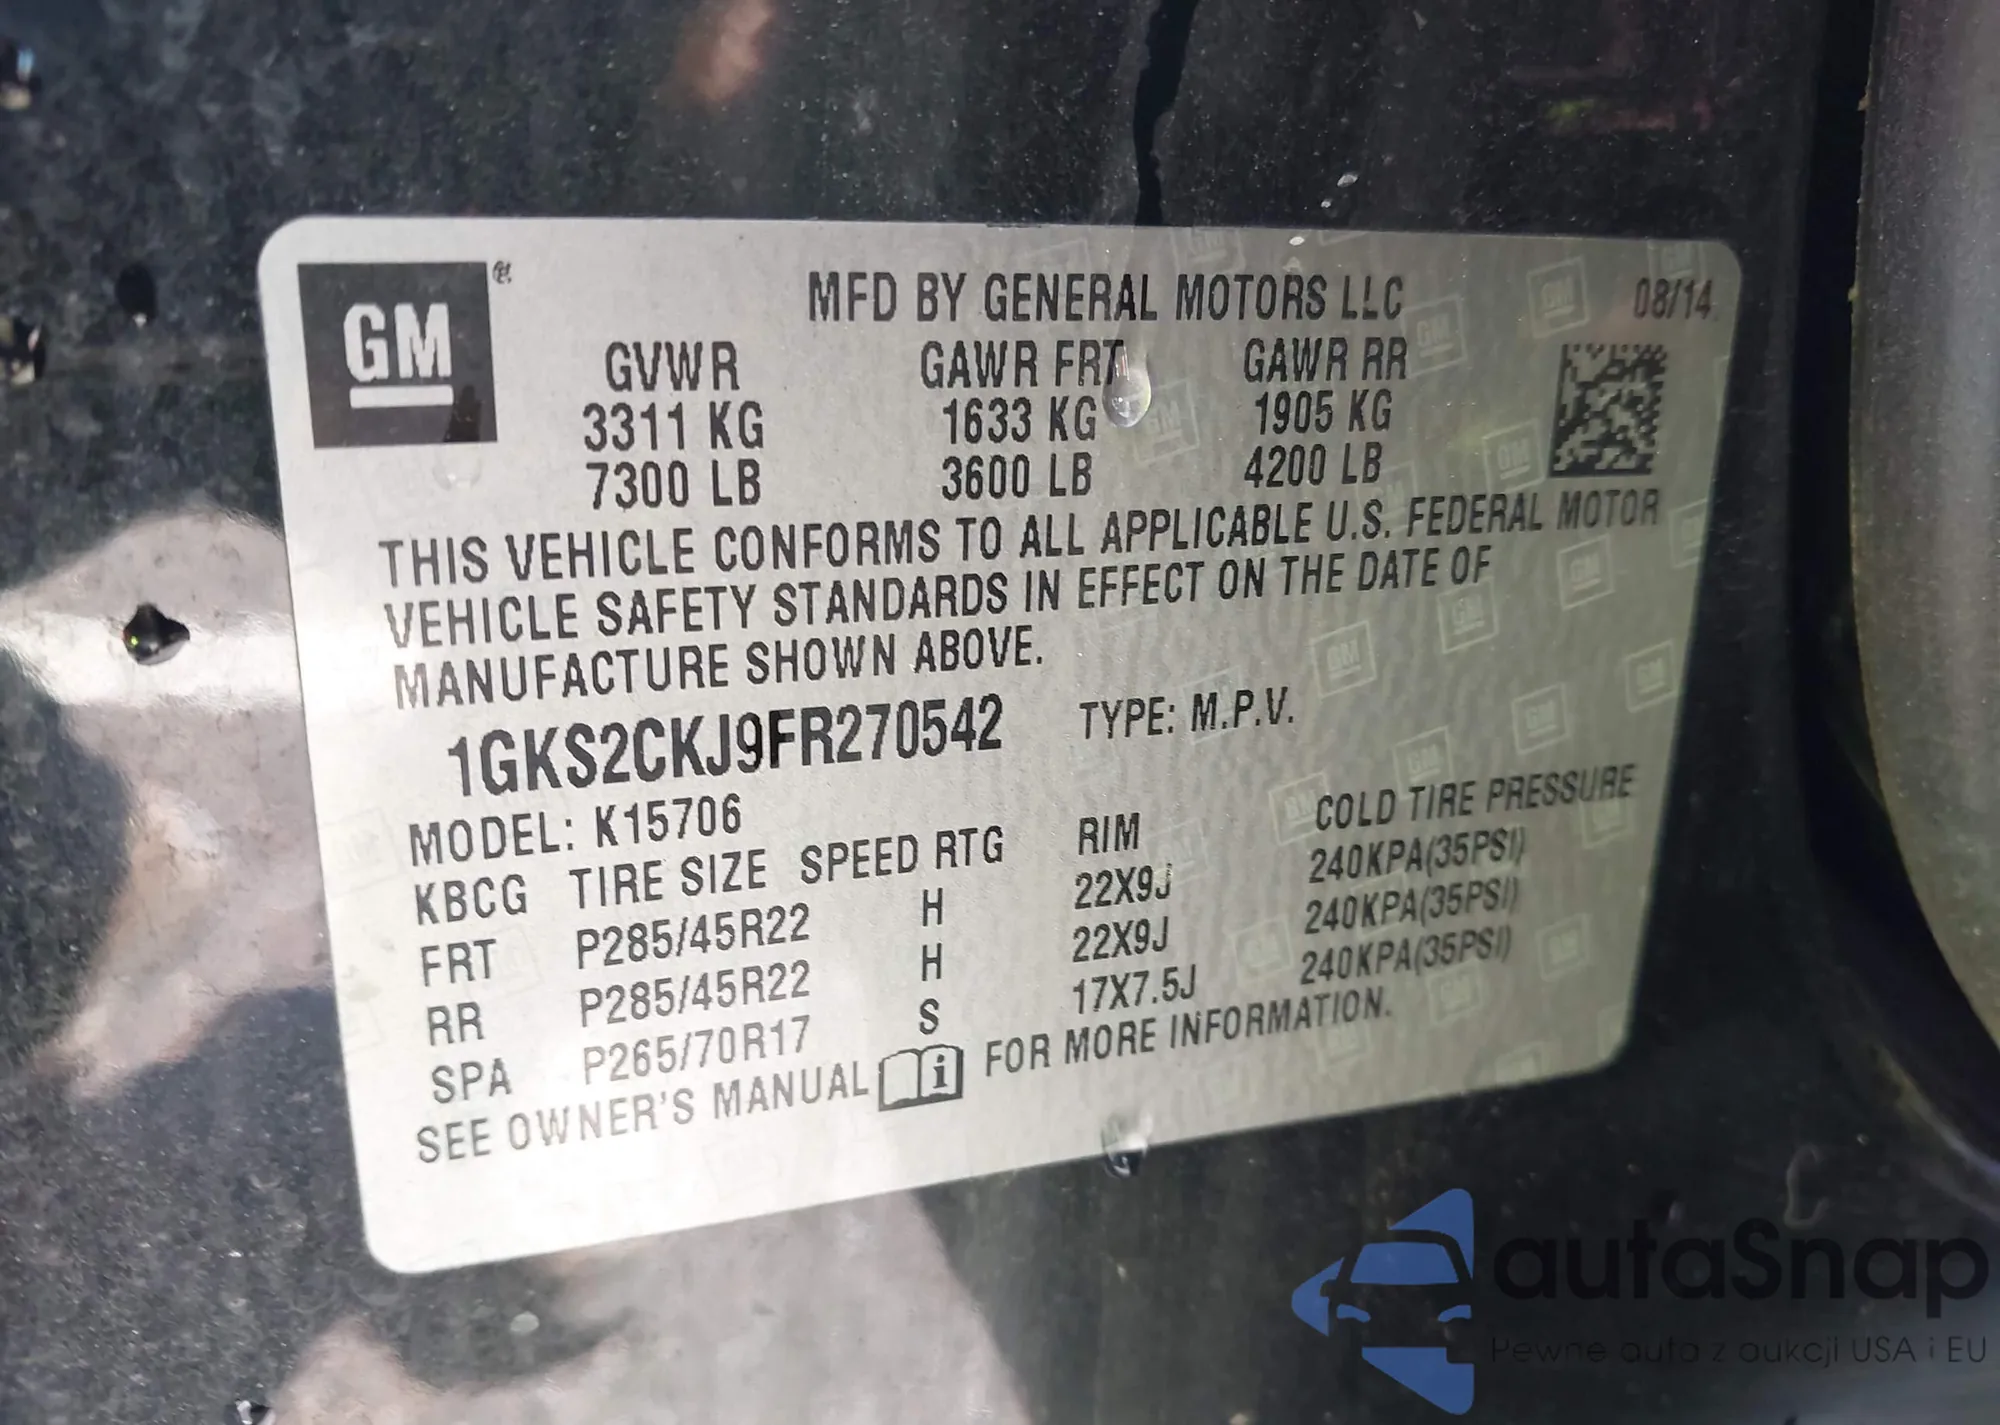 GM
MFD BY GENERAL MOTORS LLC 08/14
GVWR GAWR FRT GAWR RR
3311 KG 1633 KG 1905 KG
7300 LB 3600 LB 4200 LB
THIS VEHICLE CONFORMS TO ALL APPLICABLE U.S. FEDERAL MOTOR
VEHICLE SAFETY STANDARDS IN EFFECT ON THE DATE OF
MANUFACTURE SHOWN ABOVE.
1GKS2CKJ9FR270542 TYPE: M.P.V.
MODEL: K15706
KBCG TIRE SIZE SPEED RTG RIM COLD TIRE PRESSURE
FRT P285/45R22 H 22X9J 240KPA(35PSI)
RR P285/45R22 H 22X9J 240KPA(35PSI)
SPA P265/70R17 S 17X7.5J 240KPA(35PSI)
SEE OWNER'S MANUAL i FOR MORE INFORMATION.
autaSnap
Pewne auta z aukcji USA i EU